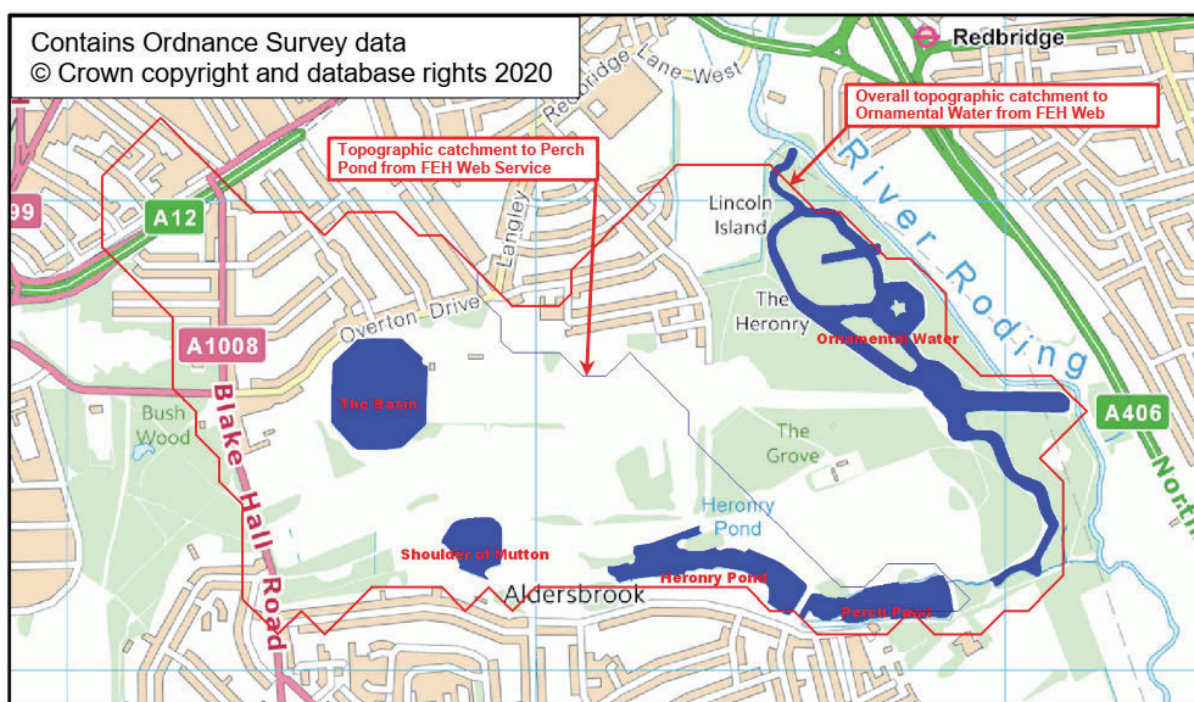 Contains Ordnance Survey data
© Crown copyright and database rights 2020
Redbridge
Lane West
Redbridge
Overall topographic catchment to
Ornamental Water from FEH Web
Topographic catchment to Perch
Pond from FEH Web Service
River Roding
99
A12
Lincoln
Island
Langley
Overton Drive
The
Heronry
Ornamental Water
A1008
The Basin
A406
Bush
Wood
Blake Hall Road
The
Grove
North
Heronry
Pond
Shoulder of Mutton
Heronry Pond
Aldersbrook
Perch Pond